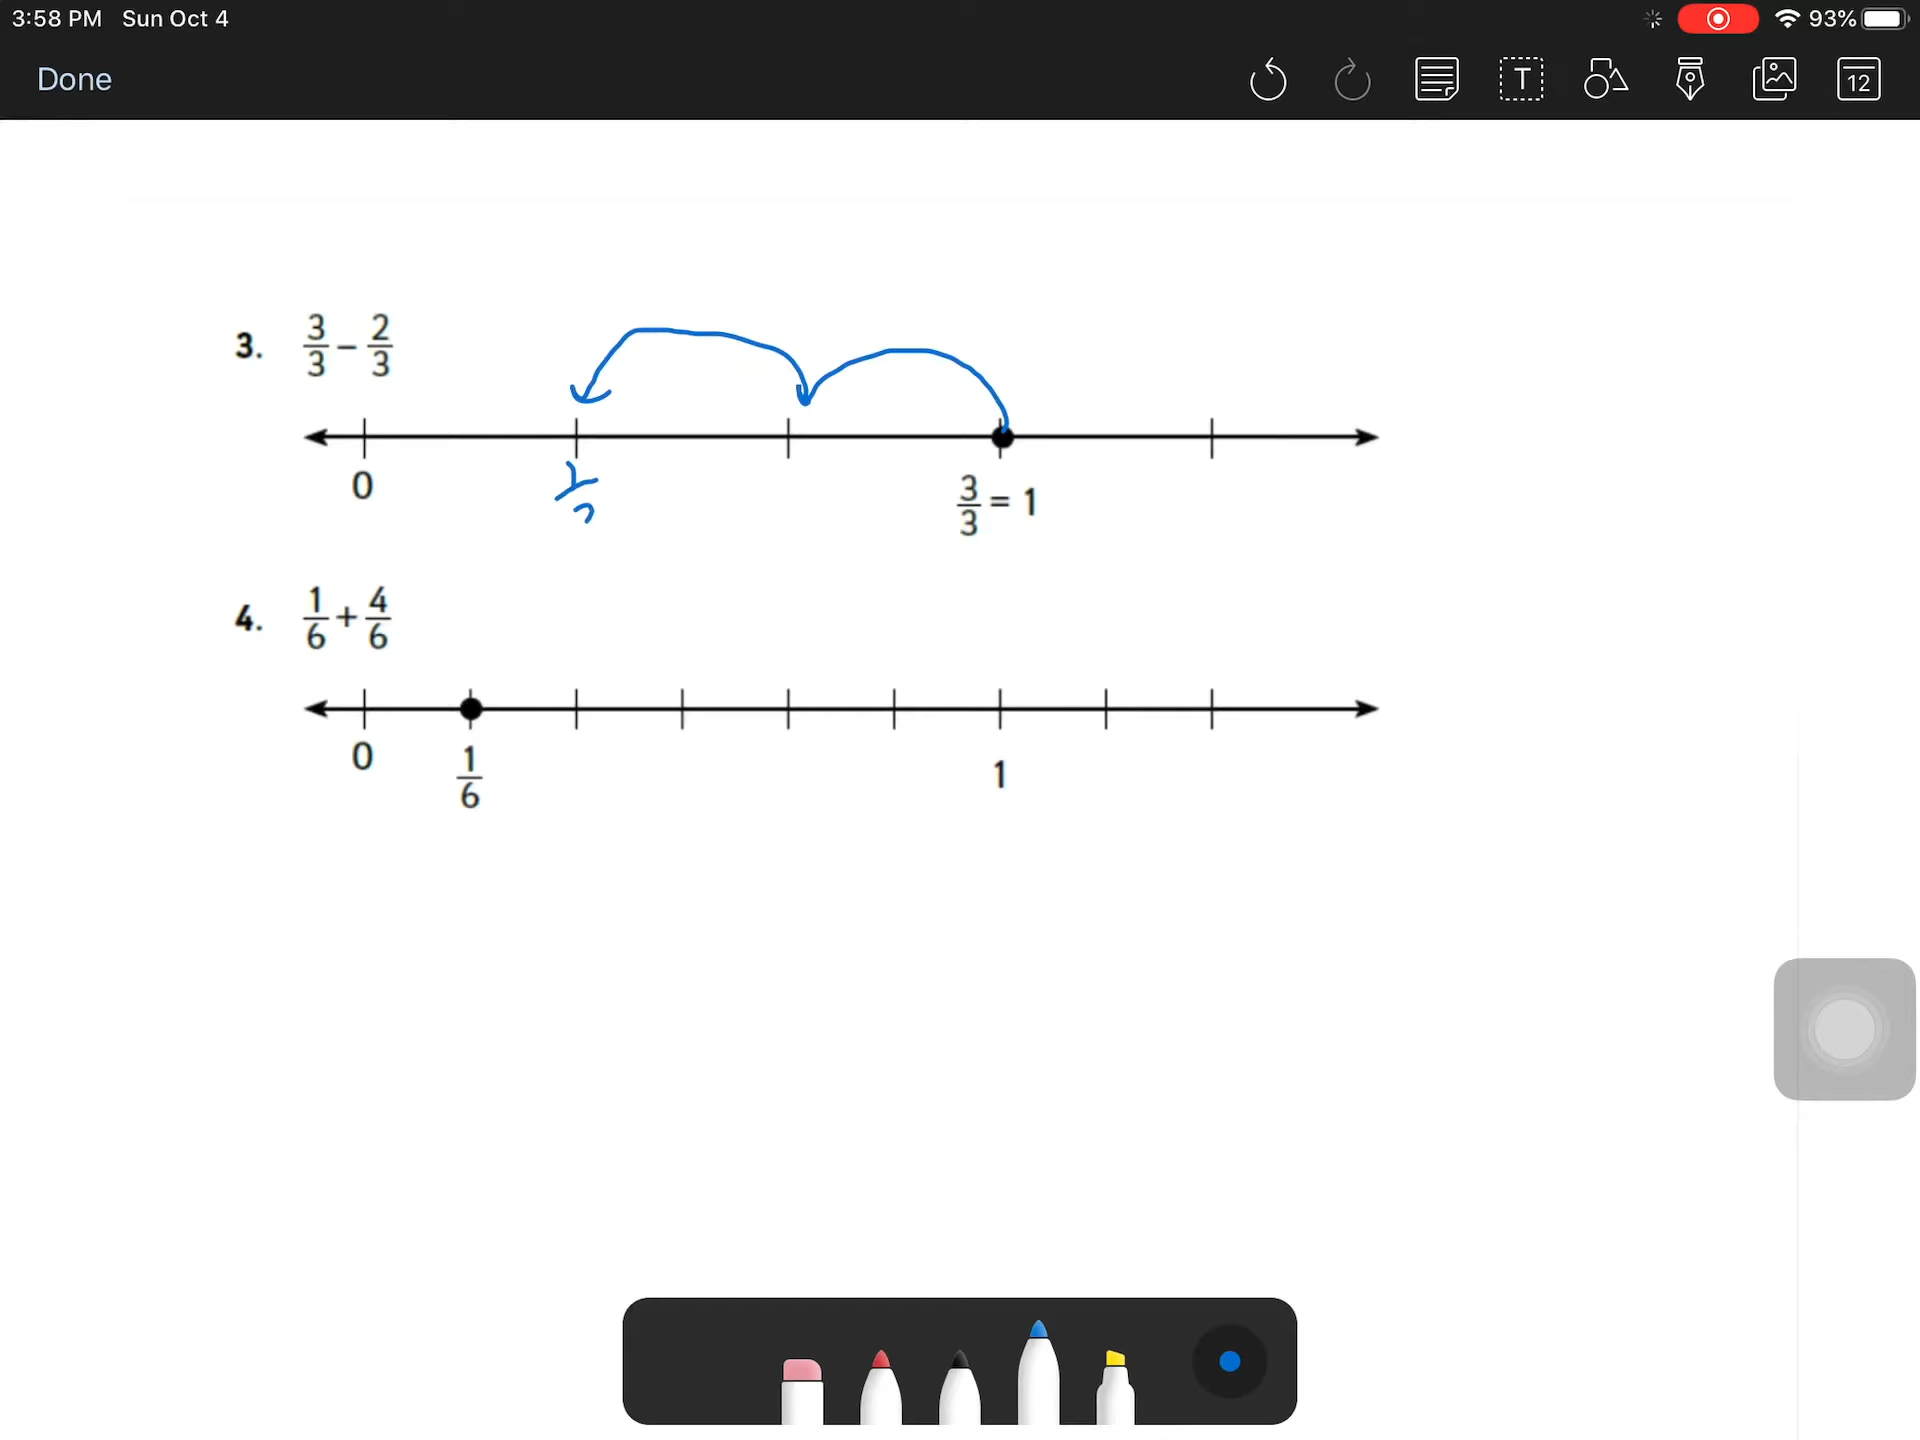 3:58 PM Sun Oct 4
93%
Done
T
12
3. 3/3 − 2/3
0
3/3 = 1
4. 1/6 + 4/6
0
1/6
1